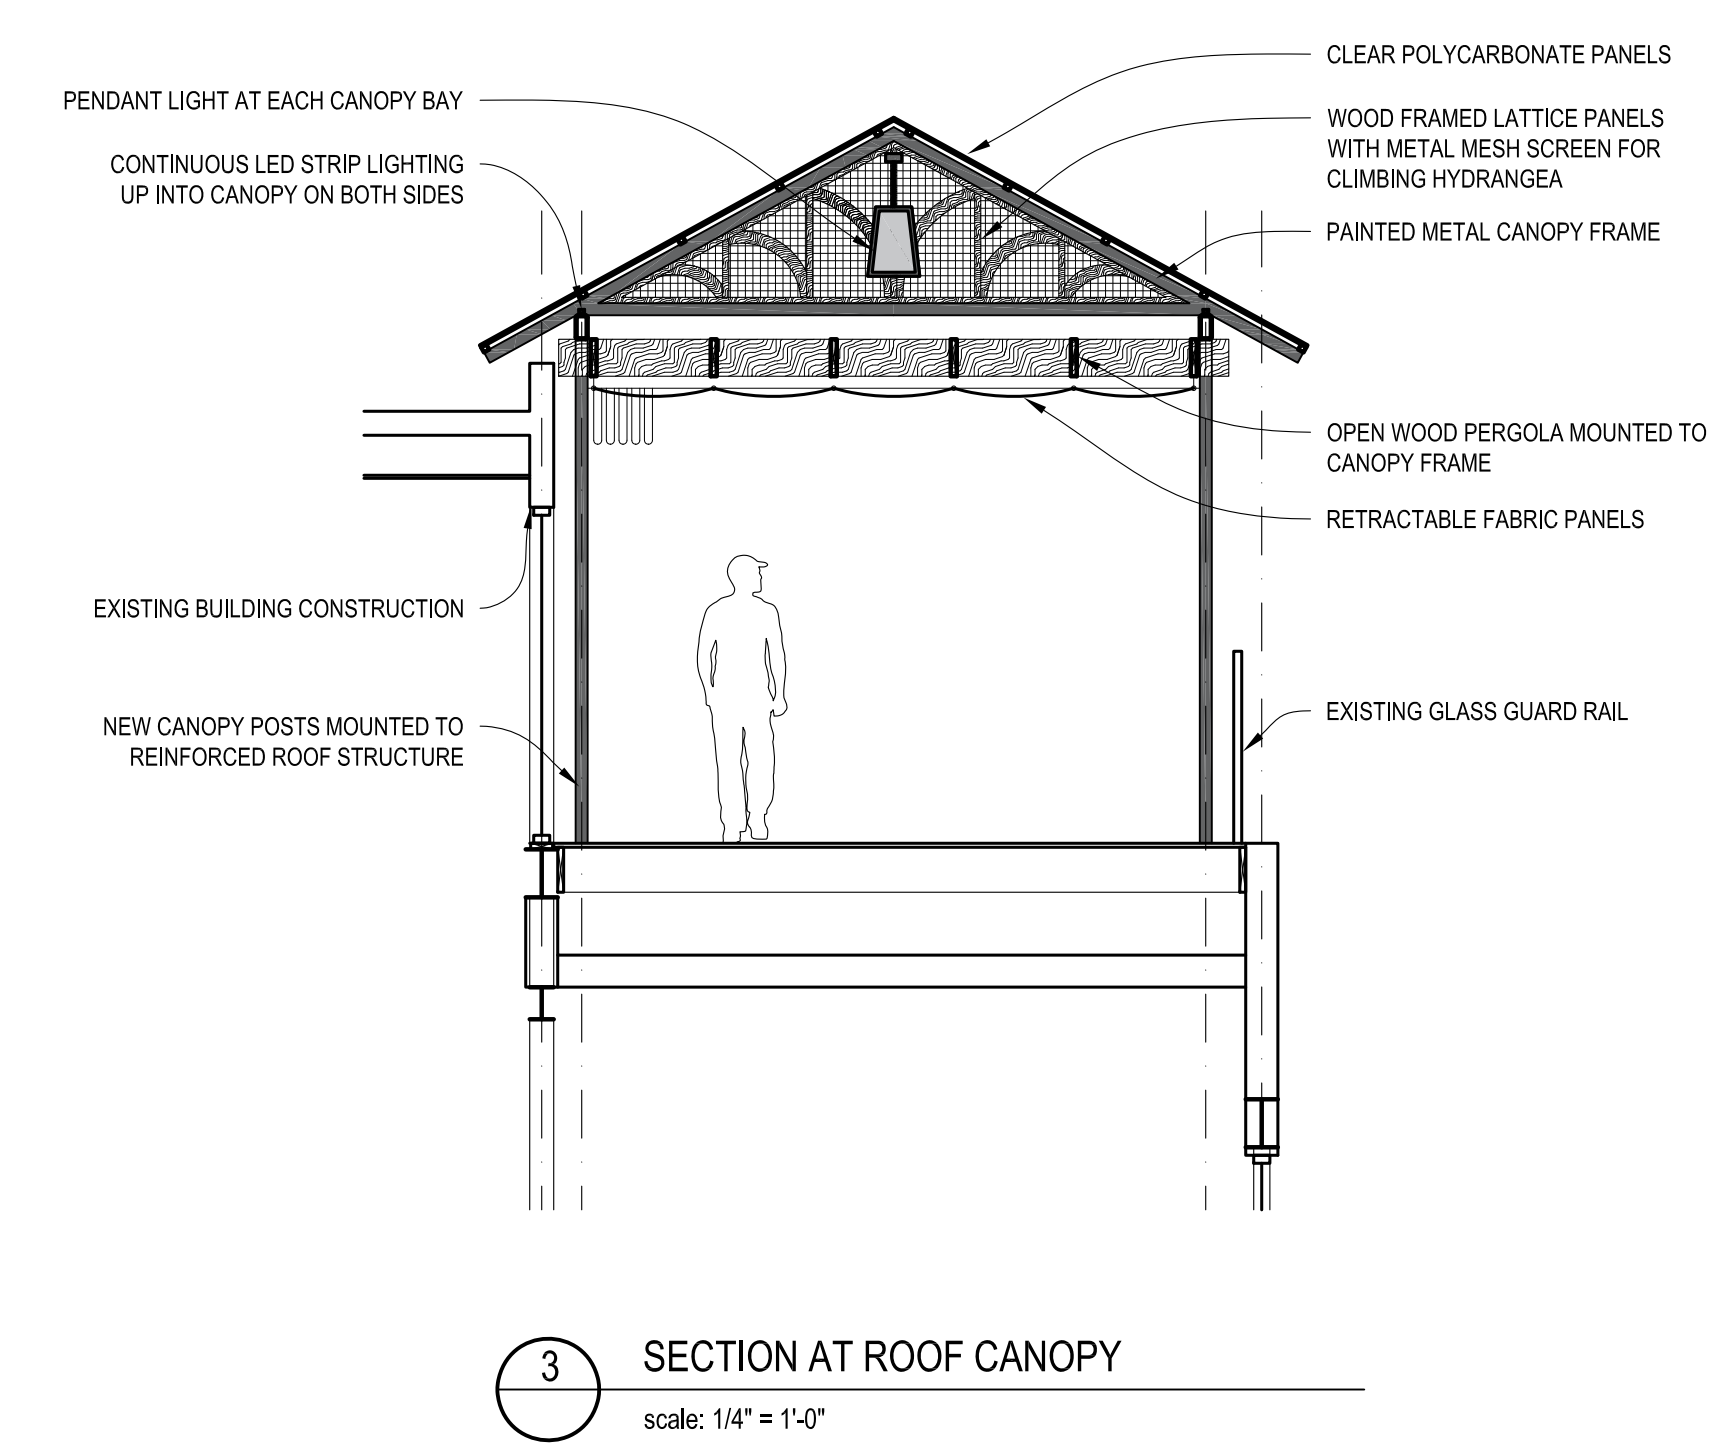 PENDANT LIGHT AT EACH CANOPY BAY
CONTINUOUS LED STRIP LIGHTING
UP INTO CANOPY ON BOTH SIDES
EXISTING BUILDING CONSTRUCTION
NEW CANOPY POSTS MOUNTED TO
REINFORCED ROOF STRUCTURE
CLEAR POLYCARBONATE PANELS
WOOD FRAMED LATTICE PANELS
WITH METAL MESH SCREEN FOR
CLIMBING HYDRANGEA
PAINTED METAL CANOPY FRAME
OPEN WOOD PERGOLA MOUNTED TO
CANOPY FRAME
RETRACTABLE FABRIC PANELS
EXISTING GLASS GUARD RAIL
3
SECTION AT ROOF CANOPY
scale: 1/4" = 1'-0"